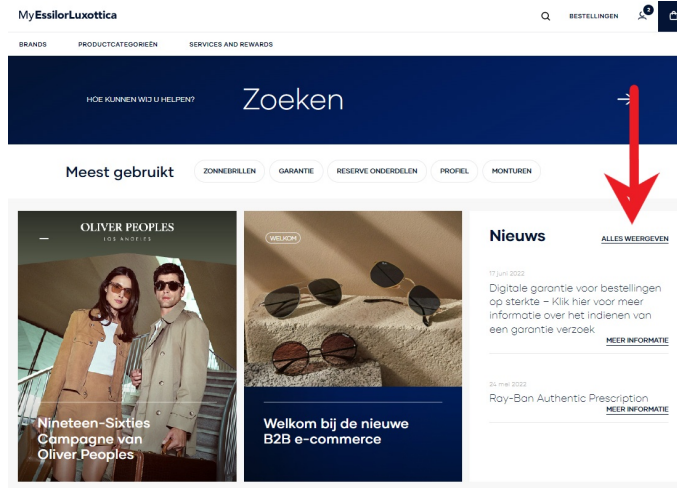 MyEssilorLuxottica
BESTELLINGEN
2
BRANDS
PRODUCTCATEGORIEËN
SERVICES AND REWARDS
HOE KUNNEN WIJ U HELPEN?
Zoeken
Meest gebruikt
ZONNEBRILLEN
GARANTIE
RESERVE ONDERDELEN
PROFIEL
MONTUREN
OLIVER PEOPLES
LOS ANGELES
Nineteen-Sixties
Campagne van
Oliver Peoples
WELKOM
Welkom bij de nieuwe
B2B e-commerce
Nieuws
ALLES WEERGEVEN
17 juni 2022
Digitale garantie voor bestellingen
op sterkte – Klik hier voor meer
informatie over het indienen van
een garantie verzoek
MEER INFORMATIE
24 mei 2022
Ray-Ban Authentic Prescription
MEER INFORMATIE